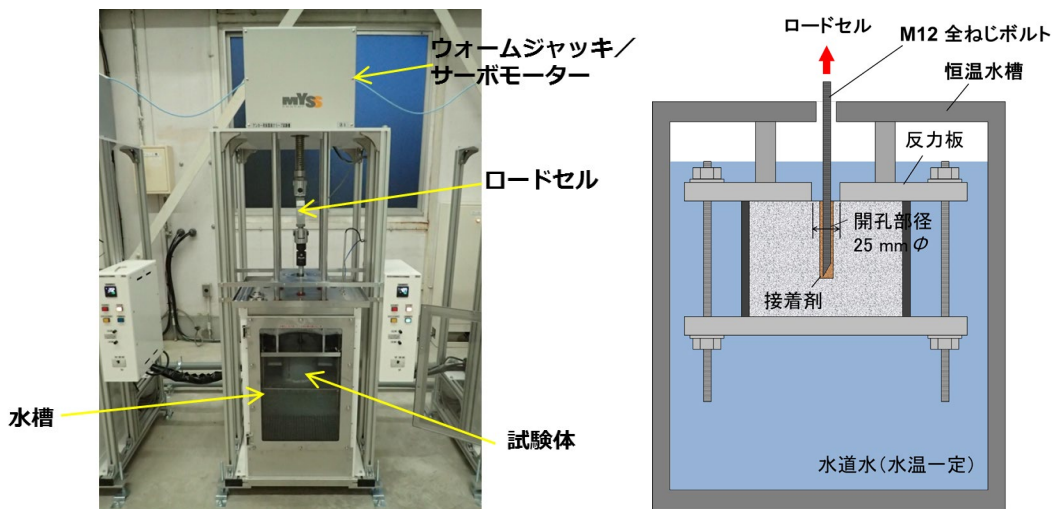 ウォームジャッキ／
サーボモーター
MYSS
ロードセル
水槽
試験体
ロードセル
M12 全ねじボルト
恒温水槽
反力板
開孔部径
25 mmΦ
接着剤
水道水(水温一定)